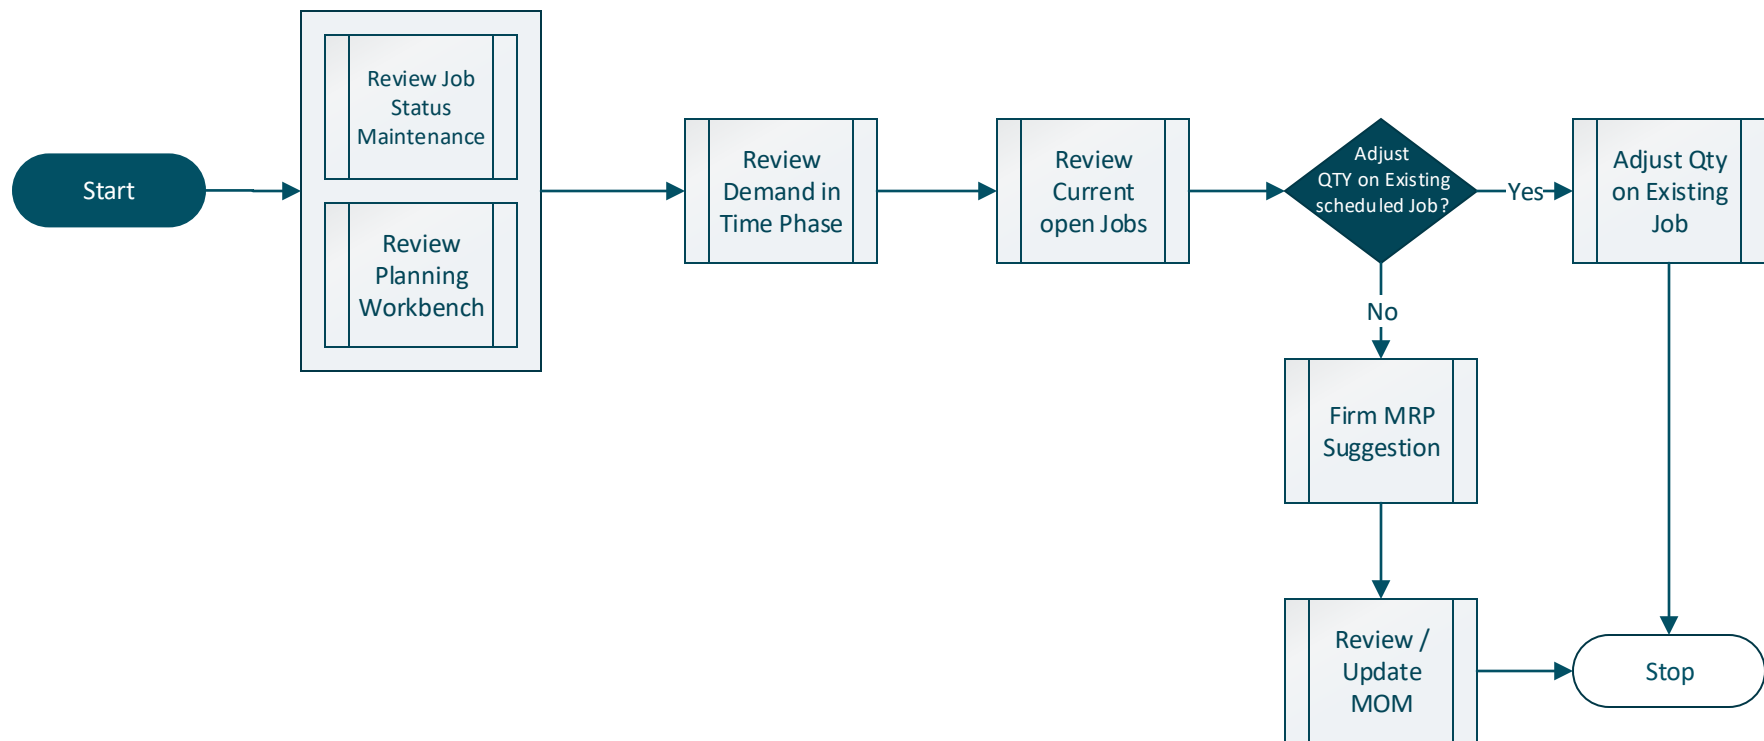 Start
Review Job
Status
Maintenance
Review
Planning
Workbench
Review
Demand in
Time Phase
Review
Current
open Jobs
Adjust
QTY on Existing
scheduled Job?
Yes
Adjust Qty
on Existing
Job
No
Firm MRP
Suggestion
Review /
Update
MOM
Stop